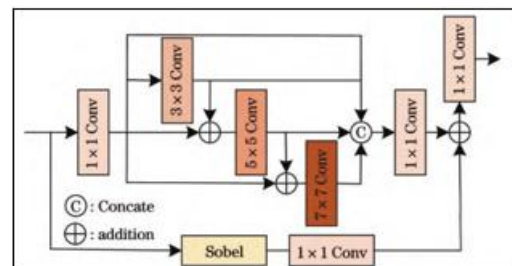 1 × 1 Conv
3 × 3 Conv
5 × 5 Conv
7 × 7 Conv
C
1 × 1 Conv
1 × 1 Conv
C : Concate
: addition
Sobel
1 × 1 Conv